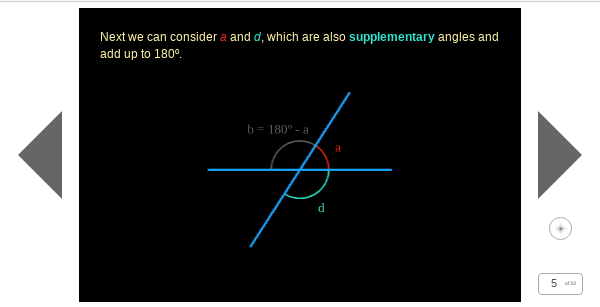 Next we can consider a and d, which are also supplementary angles and
add up to 180º.
b = 180º - a
a
d
5 of 33